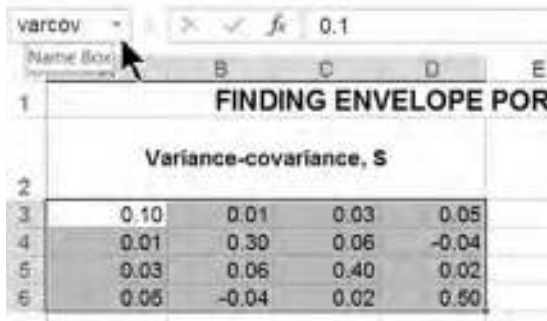 varcov fx 0.1
Name Box
B C D E
1 FINDING ENVELOPE POR
2 Variance-covariance, S
3 0.10 0.01 0.03 0.05
4 0.01 0.30 0.06 -0.04
5 0.03 0.06 0.40 0.02
6 0.05 -0.04 0.02 0.50